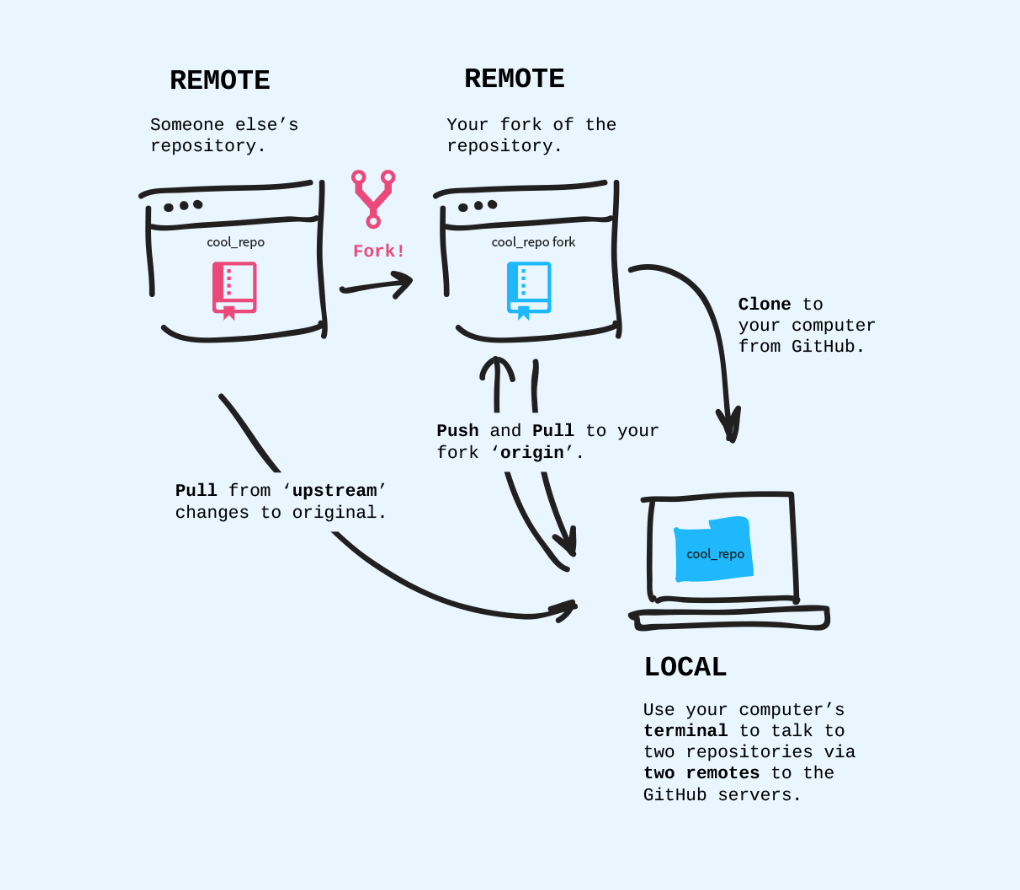 REMOTE
Someone else’s
repository.
cool_repo
Fork!
REMOTE
Your fork of the
repository.
cool_repo fork
Clone to
your computer
from GitHub.
Push and Pull to your
fork ‘origin’.
Pull from ‘upstream’
changes to original.
cool_repo
LOCAL
Use your computer’s
terminal to talk to
two repositories via
two remotes to the
GitHub servers.